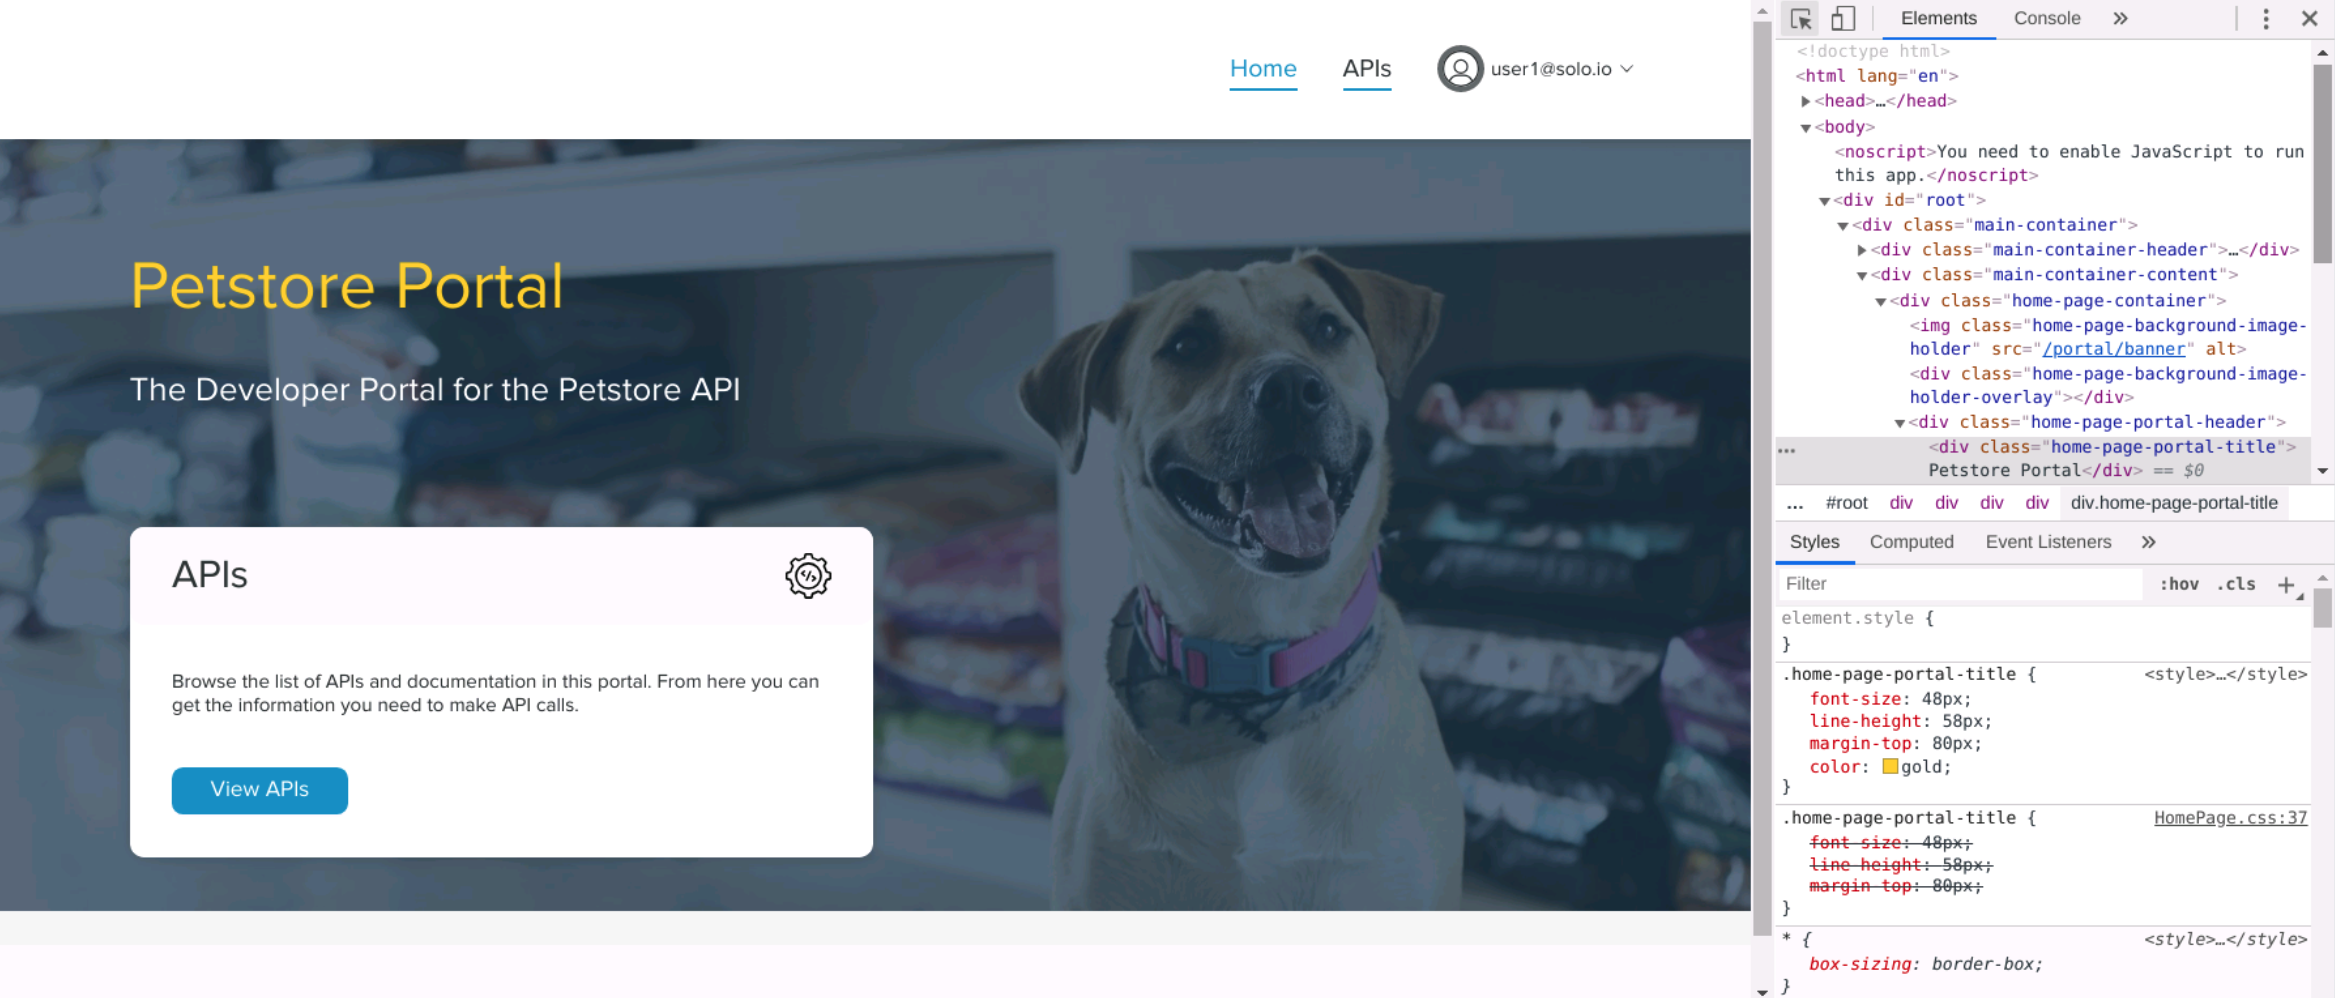 Home APIs user1@solo.io
Petstore Portal
The Developer Portal for the Petstore API
APIs
Browse the list of APIs and documentation in this portal. From here you can
get the information you need to make API calls.
View APIs
Elements Console »
<!doctype html>
<html lang="en">
▶<head>…</head>
▼<body>
<noscript>You need to enable JavaScript to run
this app.</noscript>
▼<div id="root">
▼<div class="main-container">
▶<div class="main-container-header">…</div>
▼<div class="main-container-content">
▼<div class="home-page-container">
<img class="home-page-background-image-
holder" src="/portal/banner" alt>
<div class="home-page-background-image-
holder-overlay"></div>
▼<div class="home-page-portal-header">
… <div class="home-page-portal-title">
Petstore Portal</div> == $0
… #root div div div div div.home-page-portal-title
Styles Computed Event Listeners »
Filter :hov .cls +
element.style {
}
.home-page-portal-title { <style>…</style>
font-size: 48px;
line-height: 58px;
margin-top: 80px;
color: gold;
}
.home-page-portal-title { HomePage.css:37
font-size: 48px;
line-height: 58px;
margin-top: 80px;
}
* { <style>…</style>
box-sizing: border-box;
}